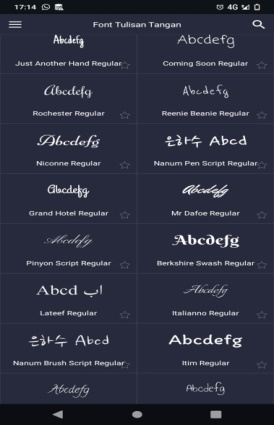 17:14 4G
Font Tulisan Tangan
Abcdefg Abcdefg
Just Another Hand Regular Coming Soon Regular
Abcdefg Abcdefg
Rochester Regular Reenie Beanie Regular
Abcdefg 은하수 Abcd
Niconne Regular Nanum Pen Script Regular
Abcdefg Abcdefg
Grand Hotel Regular Mr Dafoe Regular
Abcdefg Abcdefg
Pinyon Script Regular Berkshire Swash Regular
Abcd اب Abcdefg
Lateef Regular Italianno Regular
은하수 Abcd Abcdefg
Nanum Brush Script Regular Itim Regular
Abcdefg Abcdefg